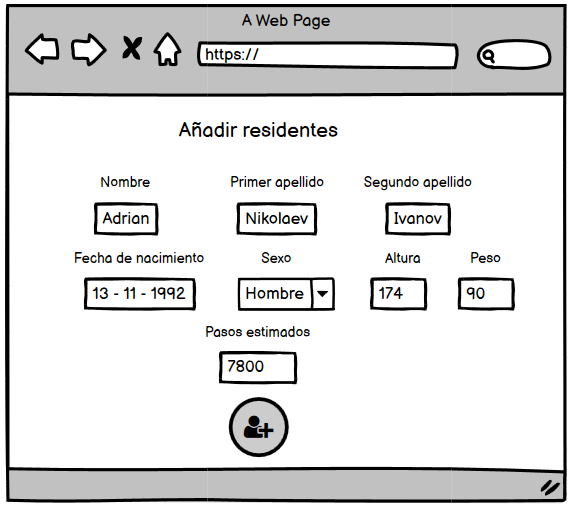 A Web Page
https://
Añadir residentes
Nombre Primer apellido Segundo apellido
Adrian Nikolaev Ivanov
Fecha de nacimiento Sexo Altura Peso
13 - 11 - 1992 Hombre 174 90
Pasos estimados
7800